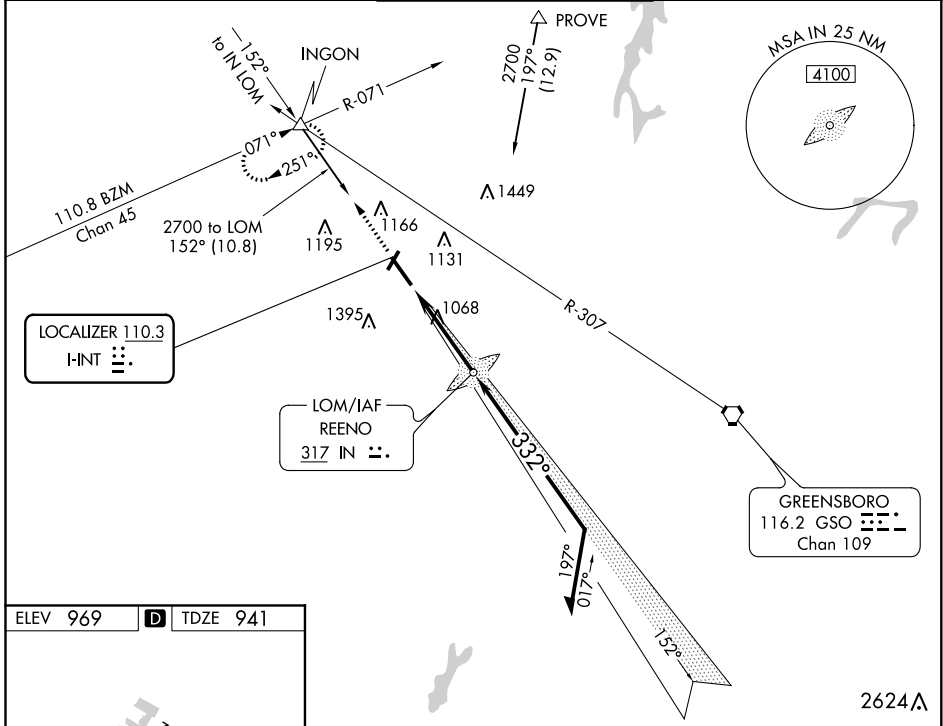 PROVE
2700
197°
(12.9)
MSA IN 25 NM
4100
152°
to IN LOM
INGON
R-071
071°
251°
110.8 BZM
Chan 45
2700 to LOM
152° (10.8)
1449
1195
1166
1131
1395
1068
R-307
LOCALIZER 110.3
I-INT
LOM/IAF
REENO
317 IN
332°
197°
017°
152°
GREENSBORO
116.2 GSO
Chan 109
ELEV 969 D TDZE 941
2624